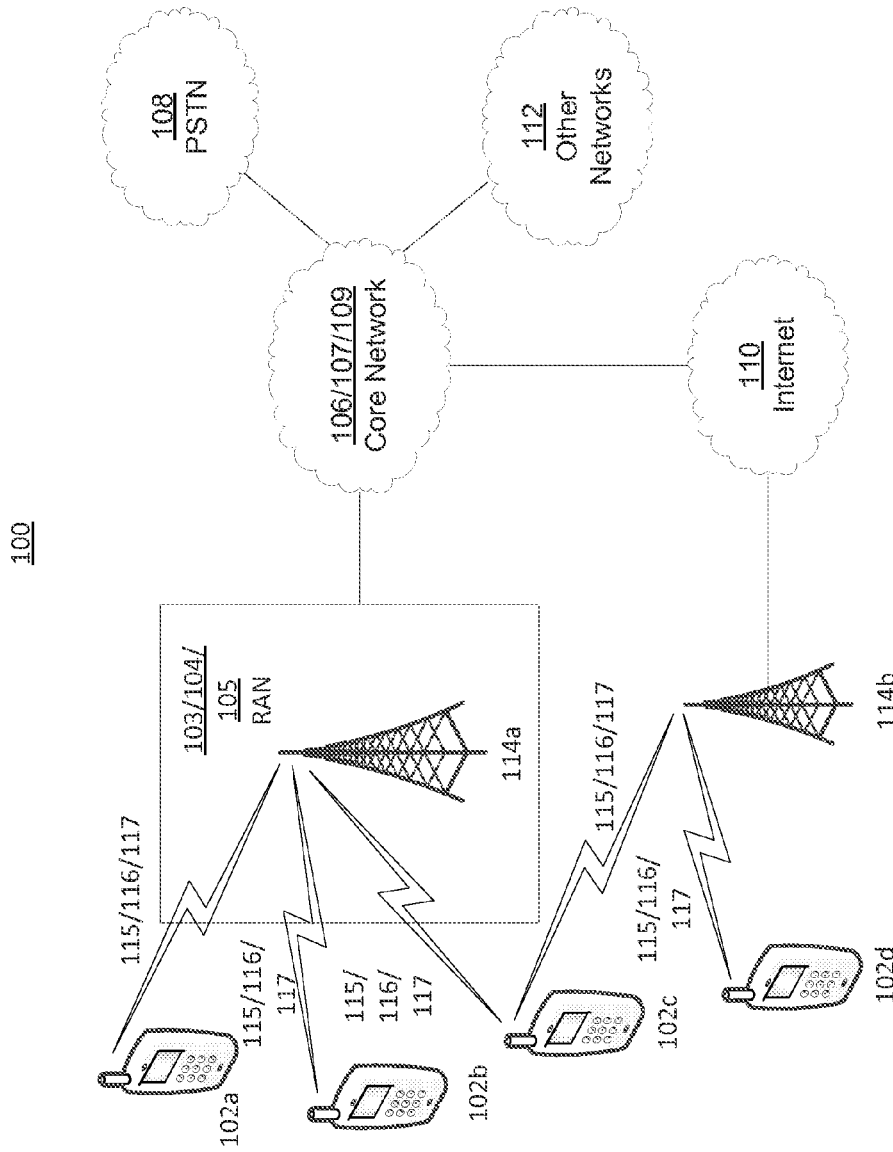 100
108
PSTN
106/107/109
Core Network
112
Other
Networks
110
Internet
103/104/
105
RAN
114a
114b
115/116/117
115/116/
117
115/
116/
117
115/116/117
115/116/
117
102a
102b
102c
102d